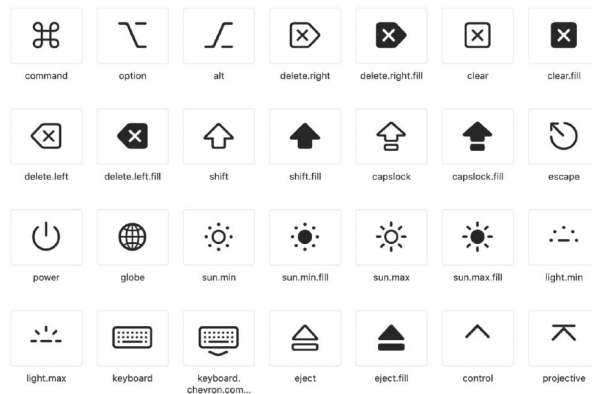 command option alt delete.right delete.right.fill clear clear.fill
delete.left delete.left.fill shift shift.fill capslock capslock.fill escape
power globe sun.min sun.min.fill sun.max sun.max.fill light.min
light.max keyboard keyboard. eject eject.fill control projective
chevron.com...